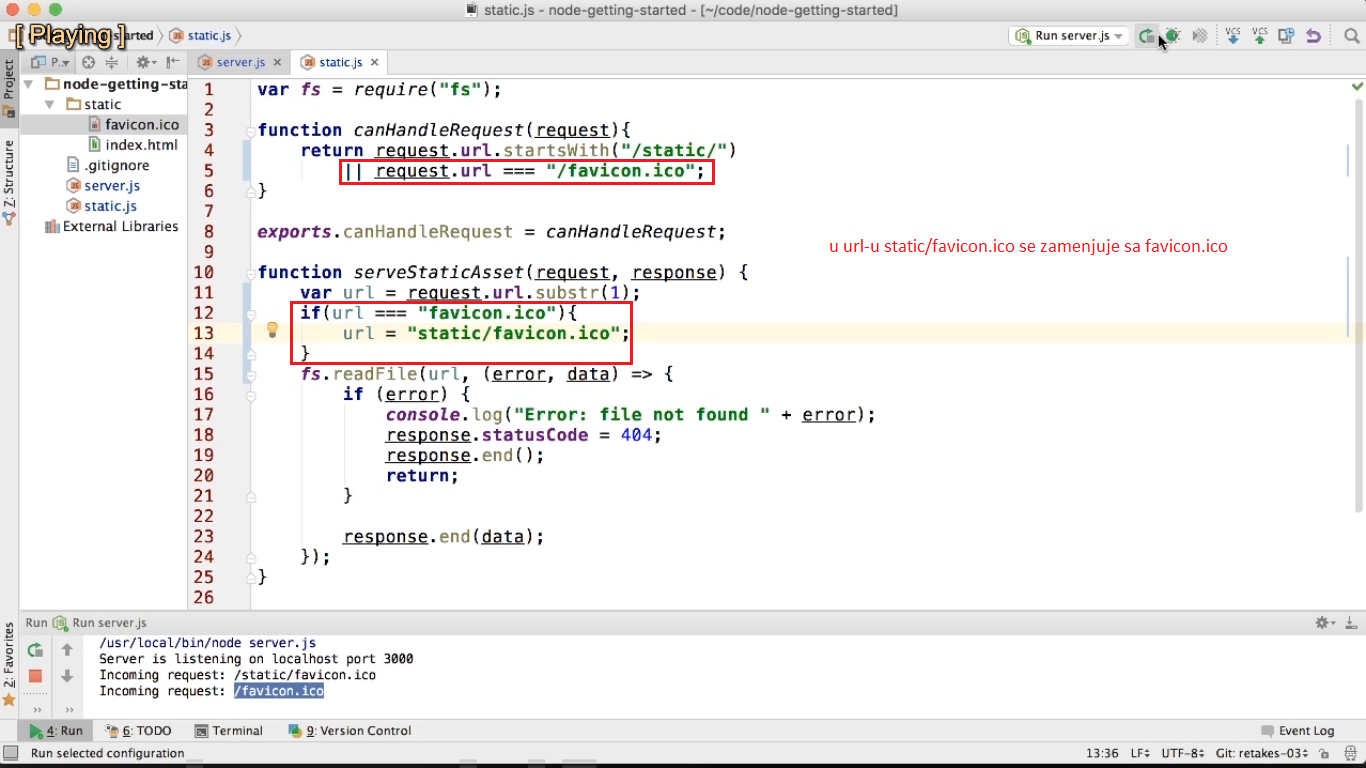 static.js - node-getting-started - [~/code/node-getting-started]
[ Playing ] arted static.js Run server.js VCS VCS
Project P.. server.js static.js
node-getting-sta
static
favicon.ico
index.html
.gitignore
server.js
static.js
External Libraries
Z: Structure
1 var fs = require("fs");
2
3 function canHandleRequest(request){
4 return request.url.startsWith("/static/")
5 || request.url === "/favicon.ico";
6 }
7
8 exports.canHandleRequest = canHandleRequest;
9
10 function serveStaticAsset(request, response) {
11 var url = request.url.substr(1);
12 if(url === "favicon.ico"){
13 url = "static/favicon.ico";
14 }
15 fs.readFile(url, (error, data) => {
16 if (error) {
17 console.log("Error: file not found " + error);
18 response.statusCode = 404;
19 response.end();
20 return;
21 }
22
23 response.end(data);
24 });
25 }
26
u url-u static/favicon.ico se zamenjuje sa favicon.ico
Run Run server.js
/usr/local/bin/node server.js
Server is listening on localhost port 3000
Incoming request: /static/favicon.ico
Incoming request: /favicon.ico
2: Favorites
4: Run 6: TODO Terminal 9: Version Control Event Log
Run selected configuration 13:36 LF UTF-8 Git: retakes-03